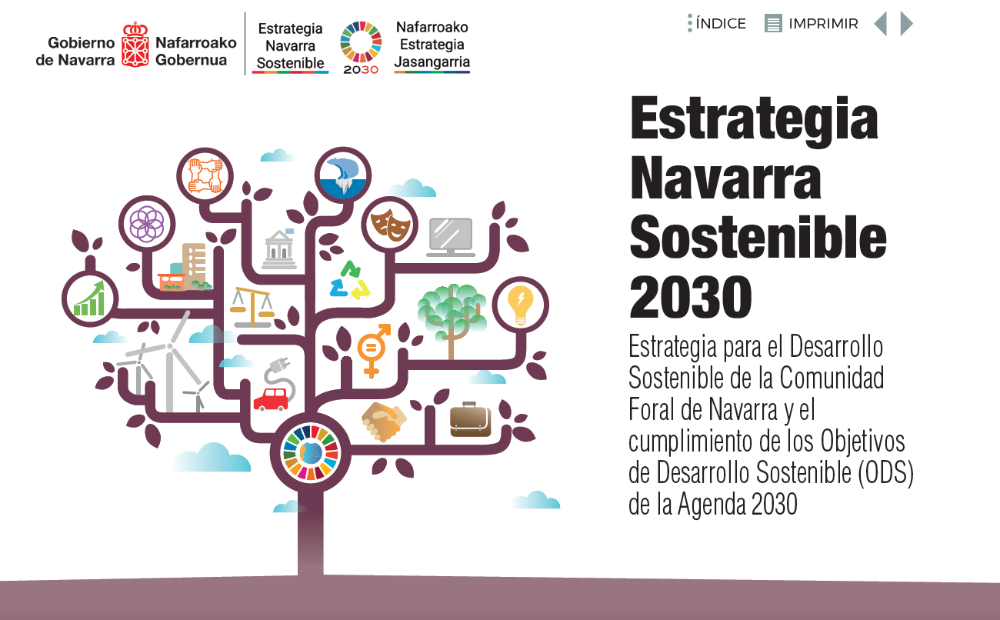 Gobierno
de Navarra
Nafarroako
Gobernua
Estrategia
Navarra
Sostenible
2030
Nafarroako
Estrategia
Jasangarria
ÍNDICE
IMPRIMIR
Estrategia
Navarra
Sostenible
2030
Estrategia para el Desarrollo
Sostenible de la Comunidad
Foral de Navarra y el
cumplimiento de los Objetivos
de Desarrollo Sostenible (ODS)
de la Agenda 2030